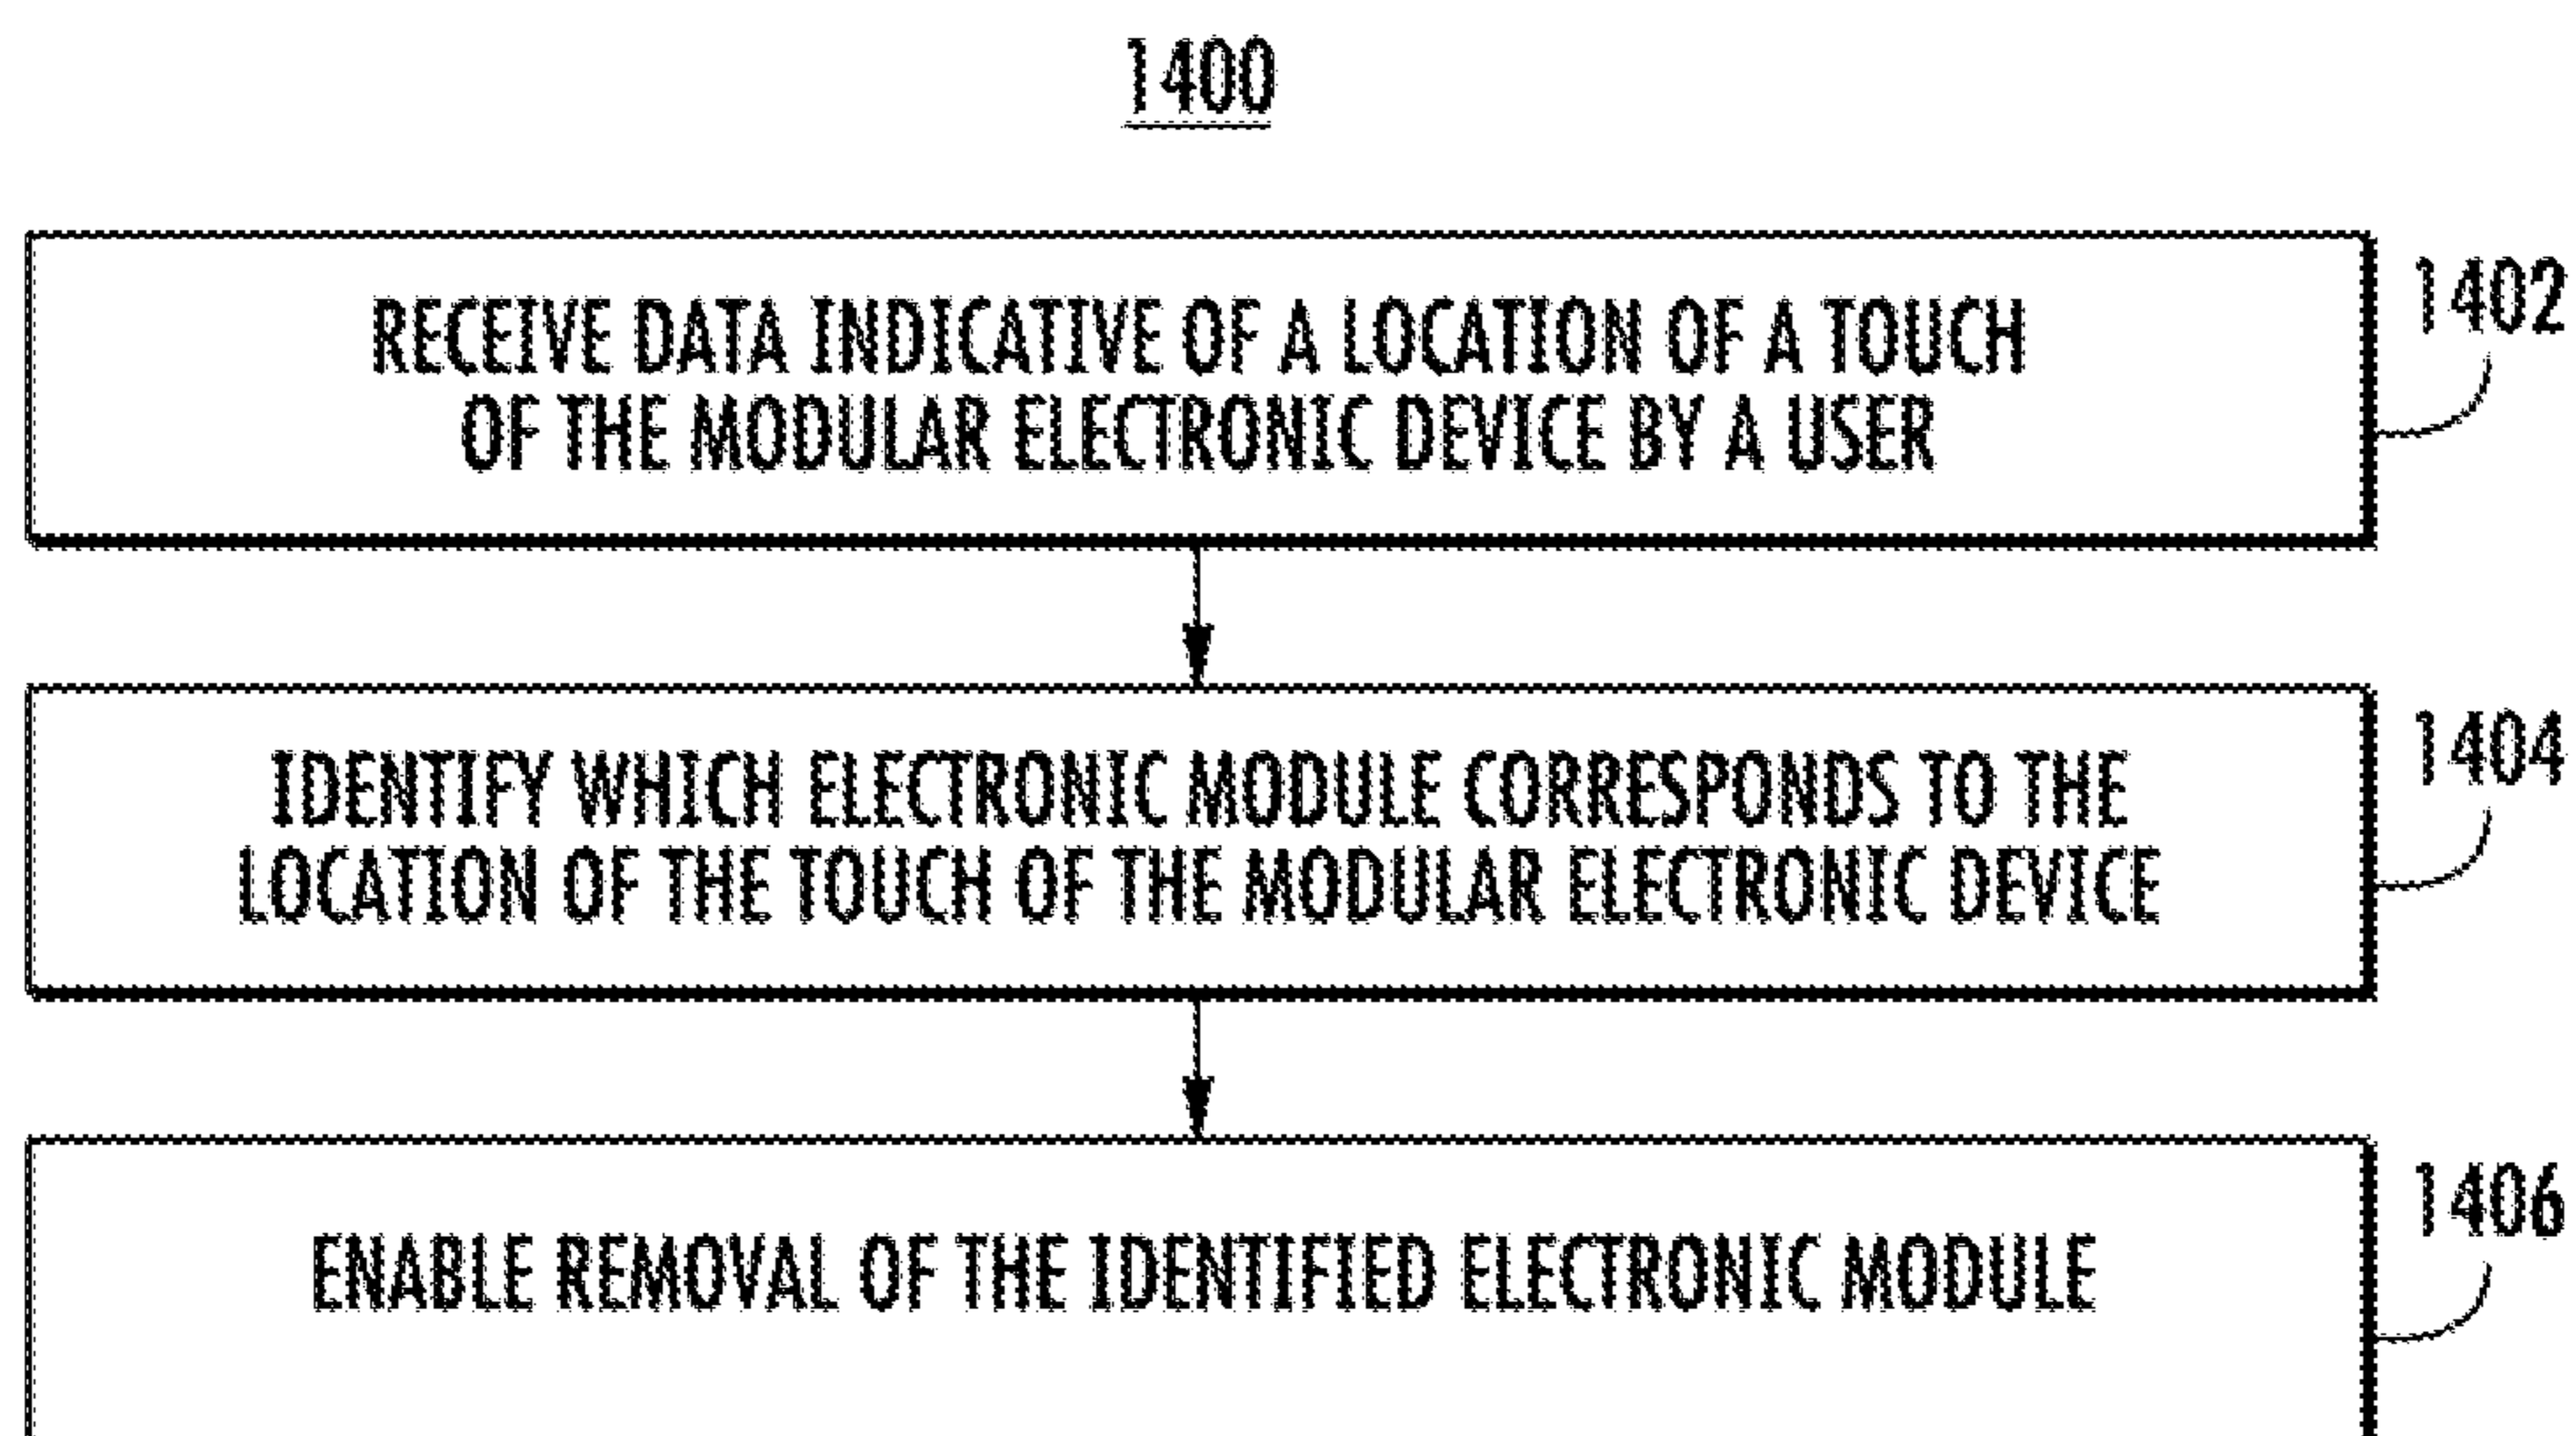 1400
RECEIVE DATA INDICATIVE OF A LOCATION OF A TOUCH
OF THE MODULAR ELECTRONIC DEVICE BY A USER
1402
IDENTIFY WHICH ELECTRONIC MODULE CORRESPONDS TO THE
LOCATION OF THE TOUCH OF THE MODULAR ELECTRONIC DEVICE
1404
ENABLE REMOVAL OF THE IDENTIFIED ELECTRONIC MODULE
1406